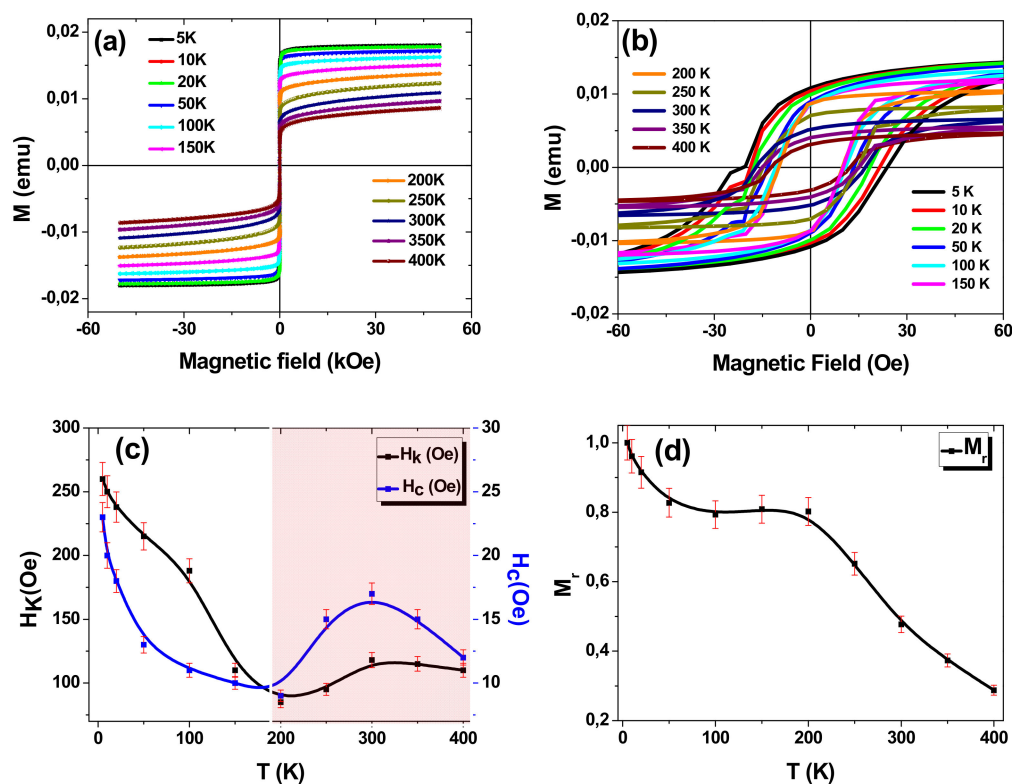 (a)
5K
10K
20K
50K
100K
150K
200K
250K
300K
350K
400K
0,02
0,01
0,00
-0,01
-0,02
M (emu)
-60
-30
0
30
60
Magnetic field (kOe)
(b)
200 K
250 K
300 K
350 K
400 K
5 K
10 K
20 K
50 K
100 K
150 K
0,02
0,01
0,00
-0,01
-0,02
M (emu)
-60
-30
0
30
60
Magnetic Field (Oe)
(c)
Hk (Oe)
Hc (Oe)
300
250
200
150
100
HK(Oe)
30
25
20
15
10
Hc(Oe)
0
100
200
300
400
T (K)
(d)
Mr
1,0
0,8
0,6
0,4
0,2
Mr
0
100
200
300
400
T (K)